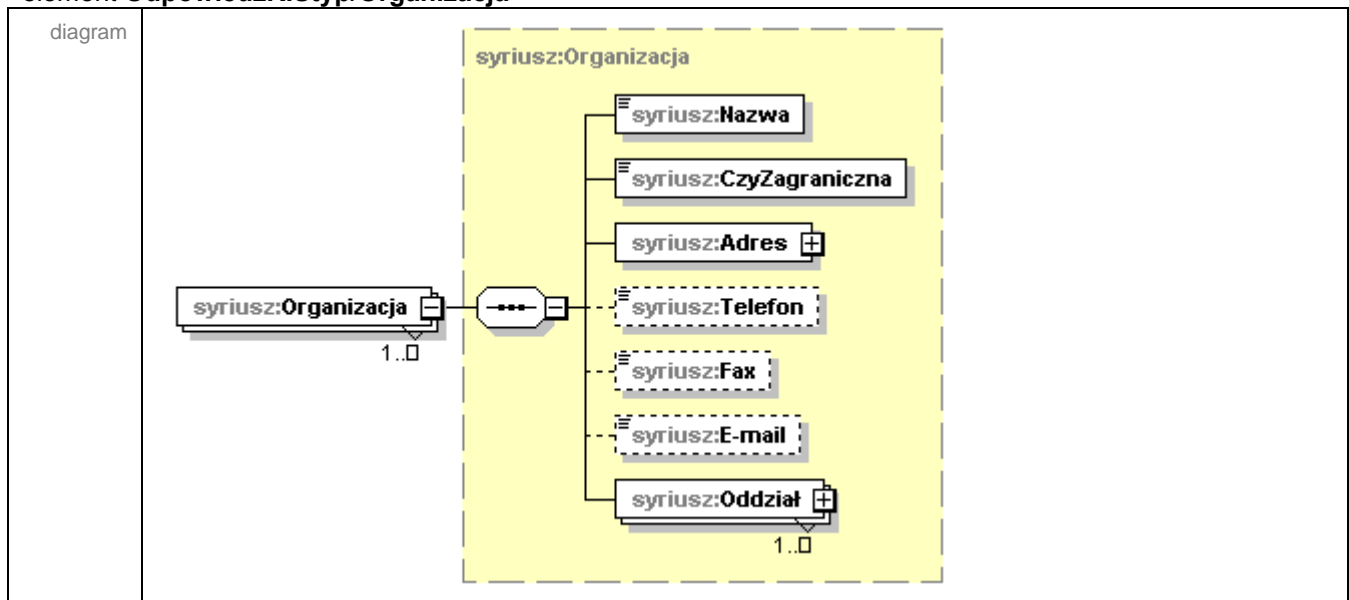 diagram
syriusz:Organizacja
syriusz:Nazwa
syriusz:CzyZagraniczna
syriusz:Adres
syriusz:Organizacja
1..
syriusz:Telefon
syriusz:Fax
syriusz:E-mail
syriusz:Oddział
1..